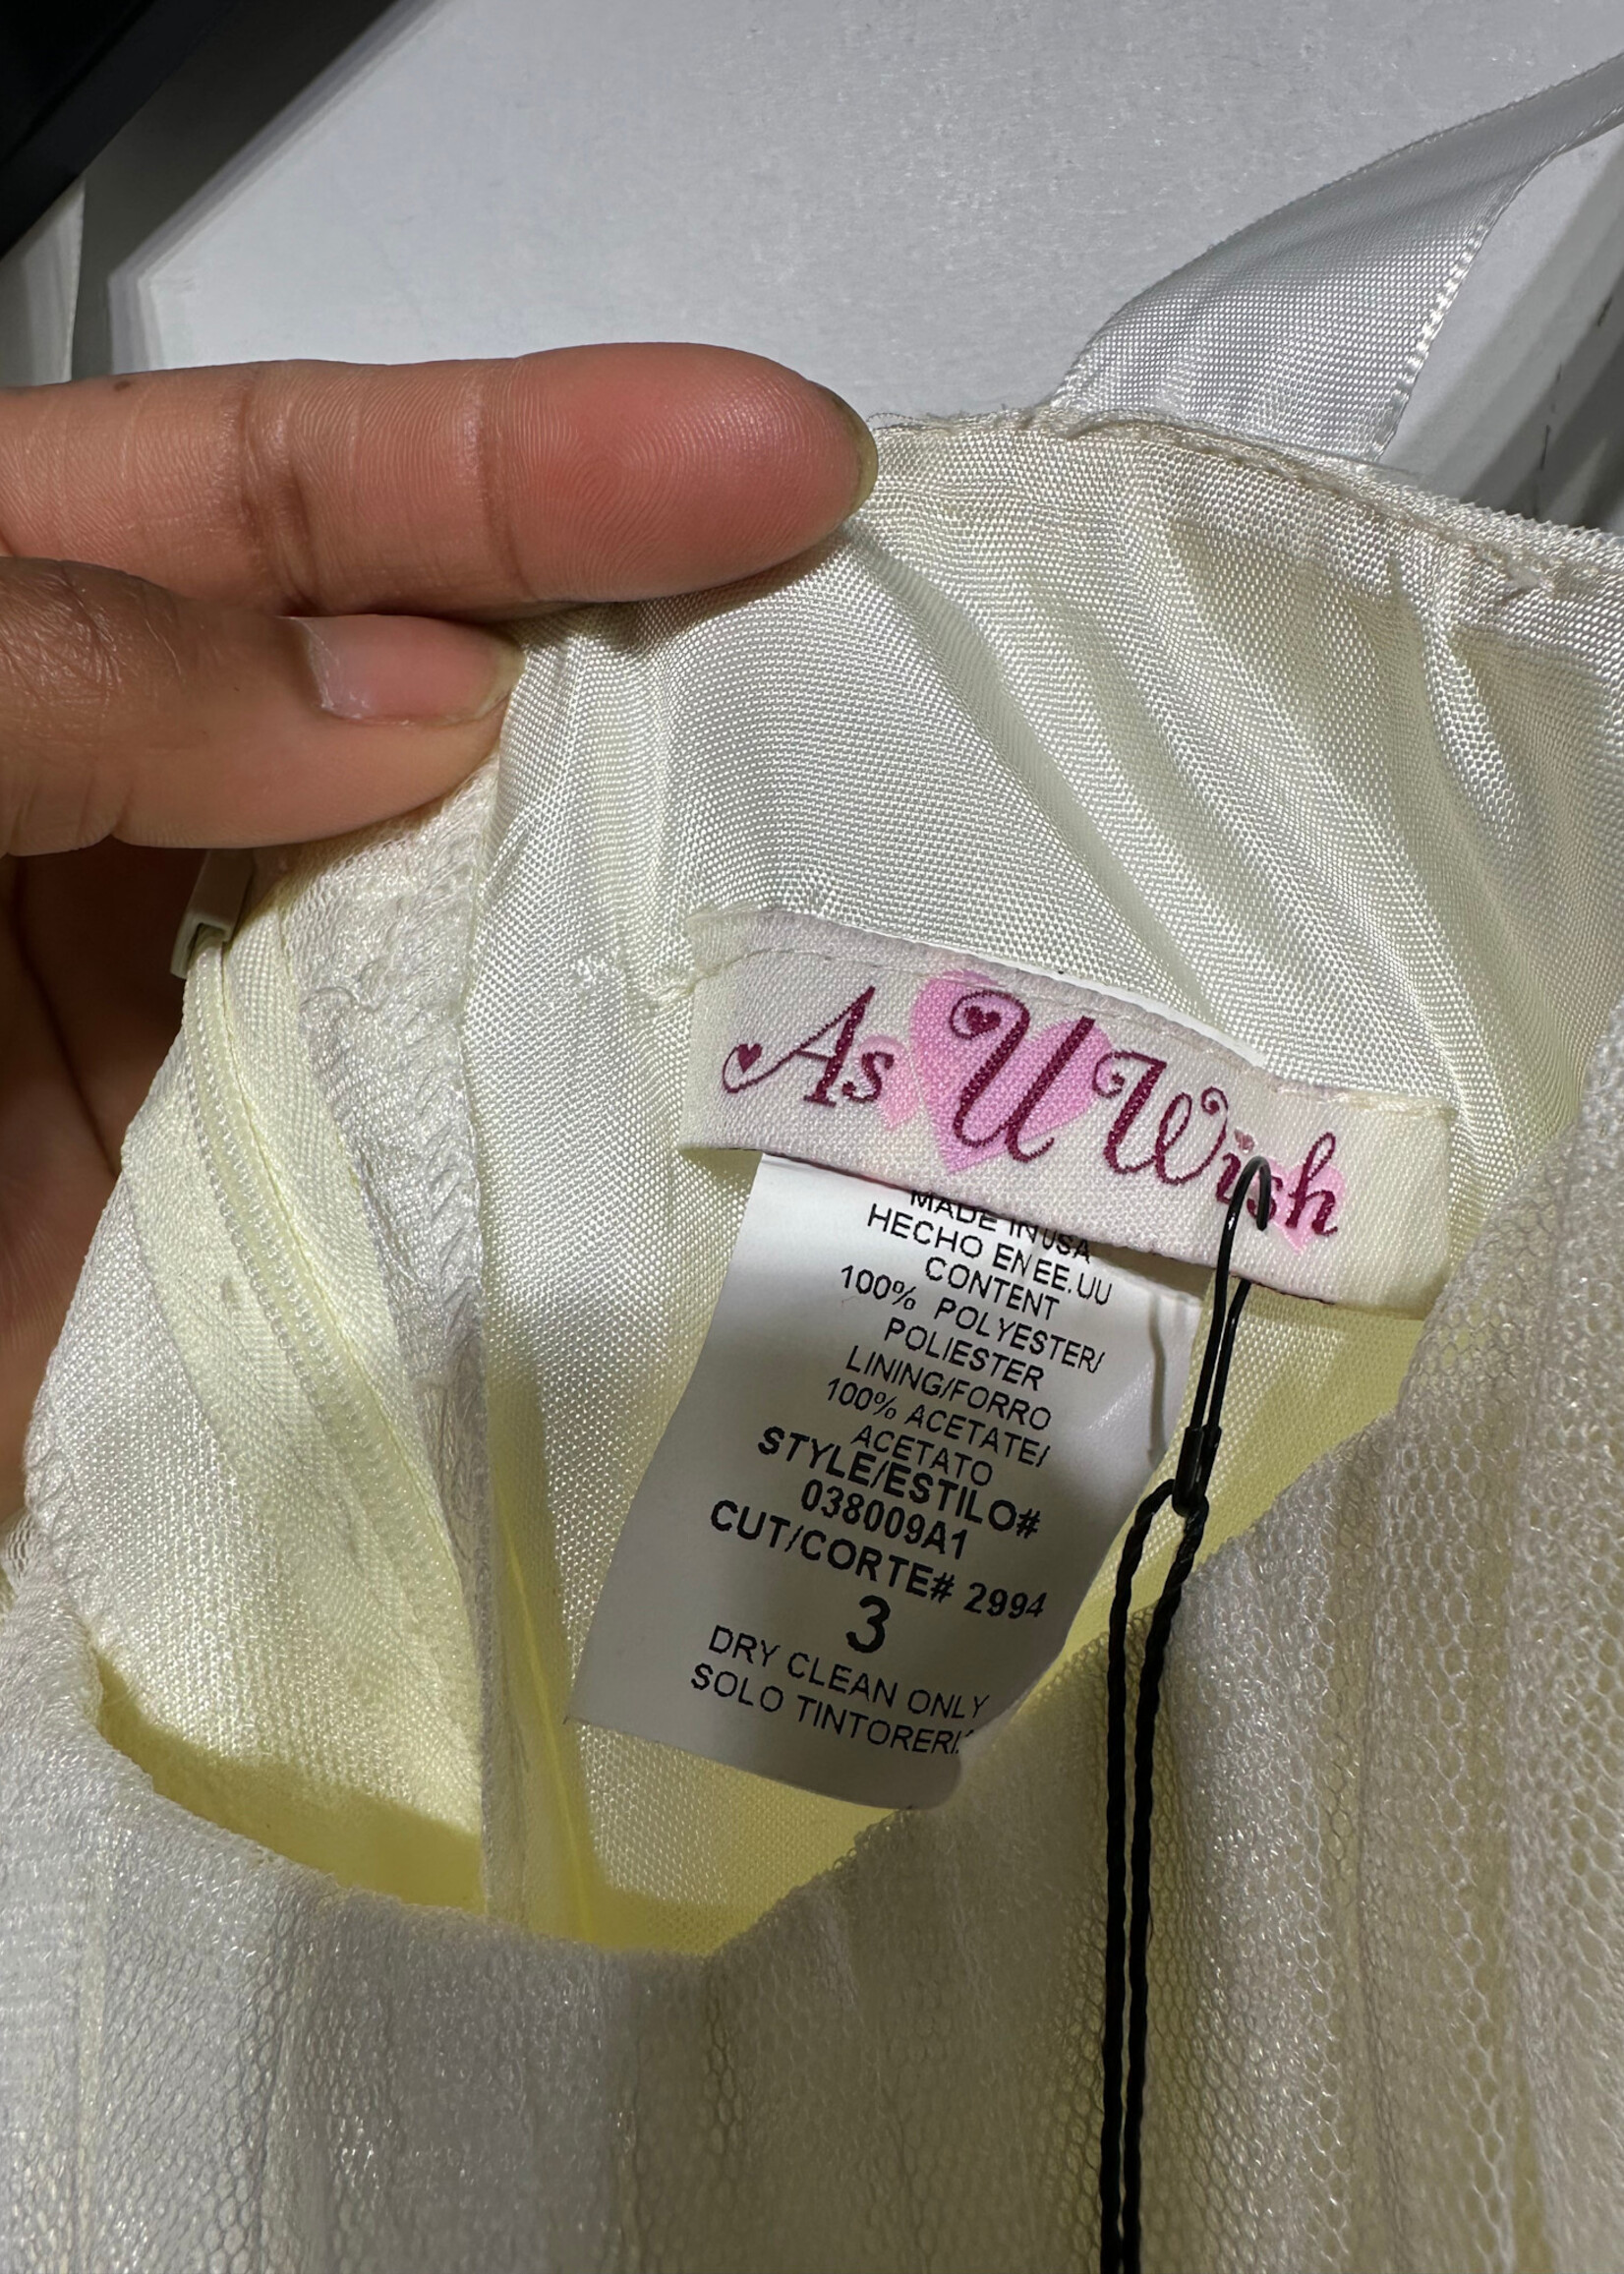 As U Wish
MADE IN USA
HECHO EN EE.UU
CONTENT
100% POLYESTER/
POLIESTER
LINING/FORRO
100% ACETATE/
ACETATO
STYLE/ESTILO#
038009A1
CUT/CORTE# 2994
3
DRY CLEAN ONLY
SOLO TINTORERI